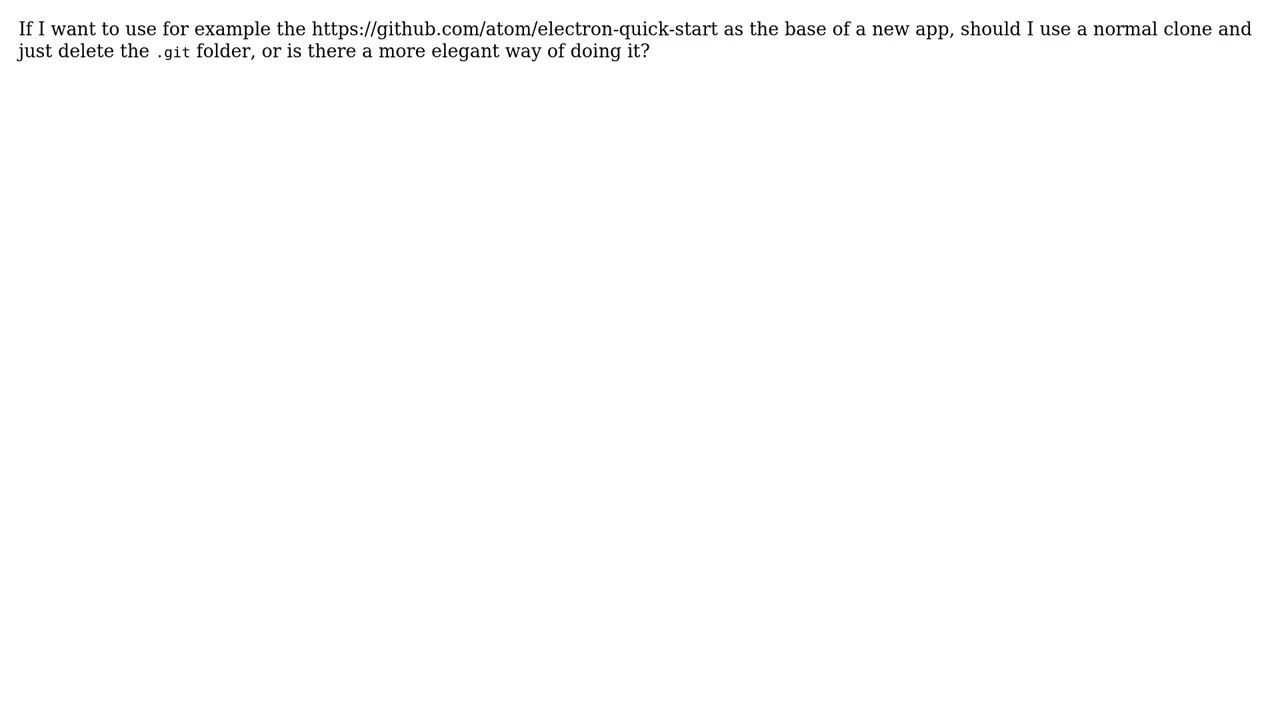 If I want to use for example the https://github.com/atom/electron-quick-start as the base of a new app, should I use a normal clone and
just delete the .git folder, or is there a more elegant way of doing it?